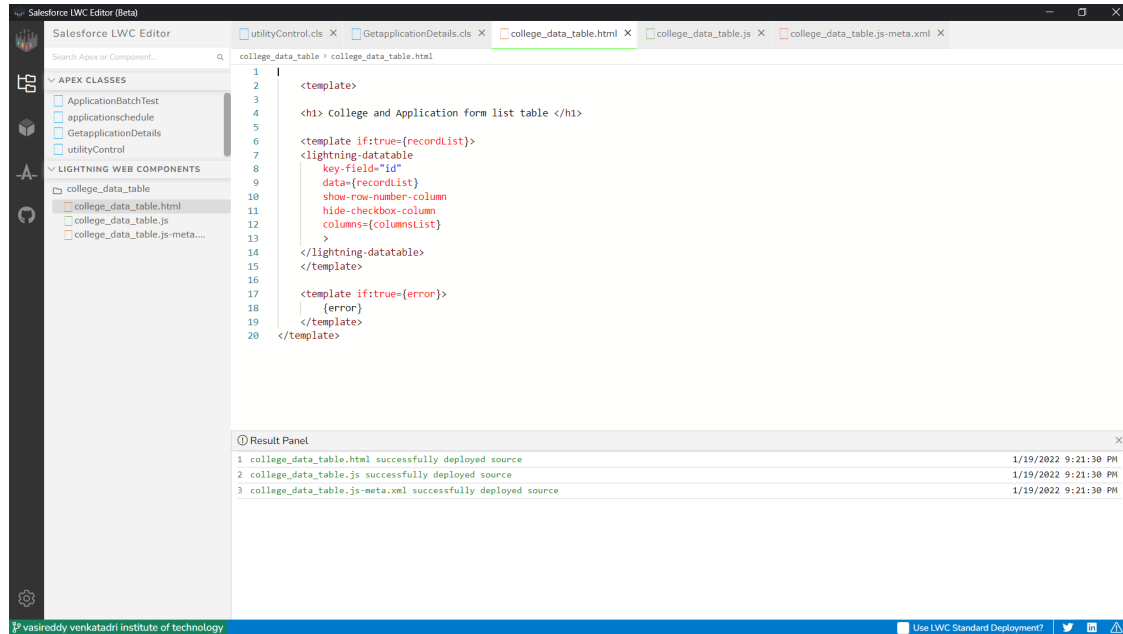 Salesforce LWC Editor (Beta)
Salesforce LWC Editor
Search Apex or Component...
APEX CLASSES
ApplicationBatchTest
applicationschedule
GetapplicationDetails
utilityControl
LIGHTNING WEB COMPONENTS
college_data_table
college_data_table.html
college_data_table.js
college_data_table.js-meta....
utilityControl.cls
GetapplicationDetails.cls
college_data_table.html
college_data_table.js
college_data_table.js-meta.xml
college_data_table > college_data_table.html
1
2 <template>
3
4 <h1> College and Application form list table </h1>
5
6 <template if:true={recordList}>
7 <lightning-datatable
8 key-field="id"
9 data={recordList}
10 show-row-number-column
11 hide-checkbox-column
12 columns={columnsList}
13 >
14 </lightning-datatable>
15 </template>
16
17 <template if:true={error}>
18 {error}
19 </template>
20 </template>
Result Panel
1 college_data_table.html successfully deployed source 1/19/2022 9:21:30 PM
2 college_data_table.js successfully deployed source 1/19/2022 9:21:30 PM
3 college_data_table.js-meta.xml successfully deployed source 1/19/2022 9:21:30 PM
vasireddy venkatadri institute of technology
Use LWC Standard Deployment?